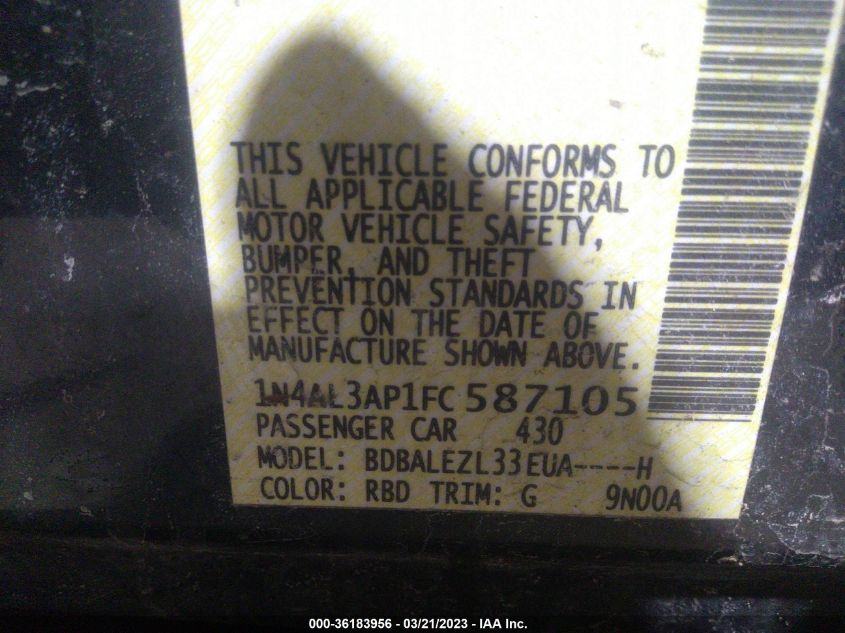 THIS VEHICLE CONFORMS TO
ALL APPLICABLE FEDERAL
MOTOR VEHICLE SAFETY,
BUMPER, AND THEFT
PREVENTION STANDARDS IN
EFFECT ON THE DATE OF
MANUFACTURE SHOWN ABOVE.
1N4AL3AP1FC587105
PASSENGER CAR 430
MODEL: BDBALEZL33EUA----H
COLOR: RBD TRIM: G 9N00A
000-36183956 - 03/21/2023 - IAA Inc.